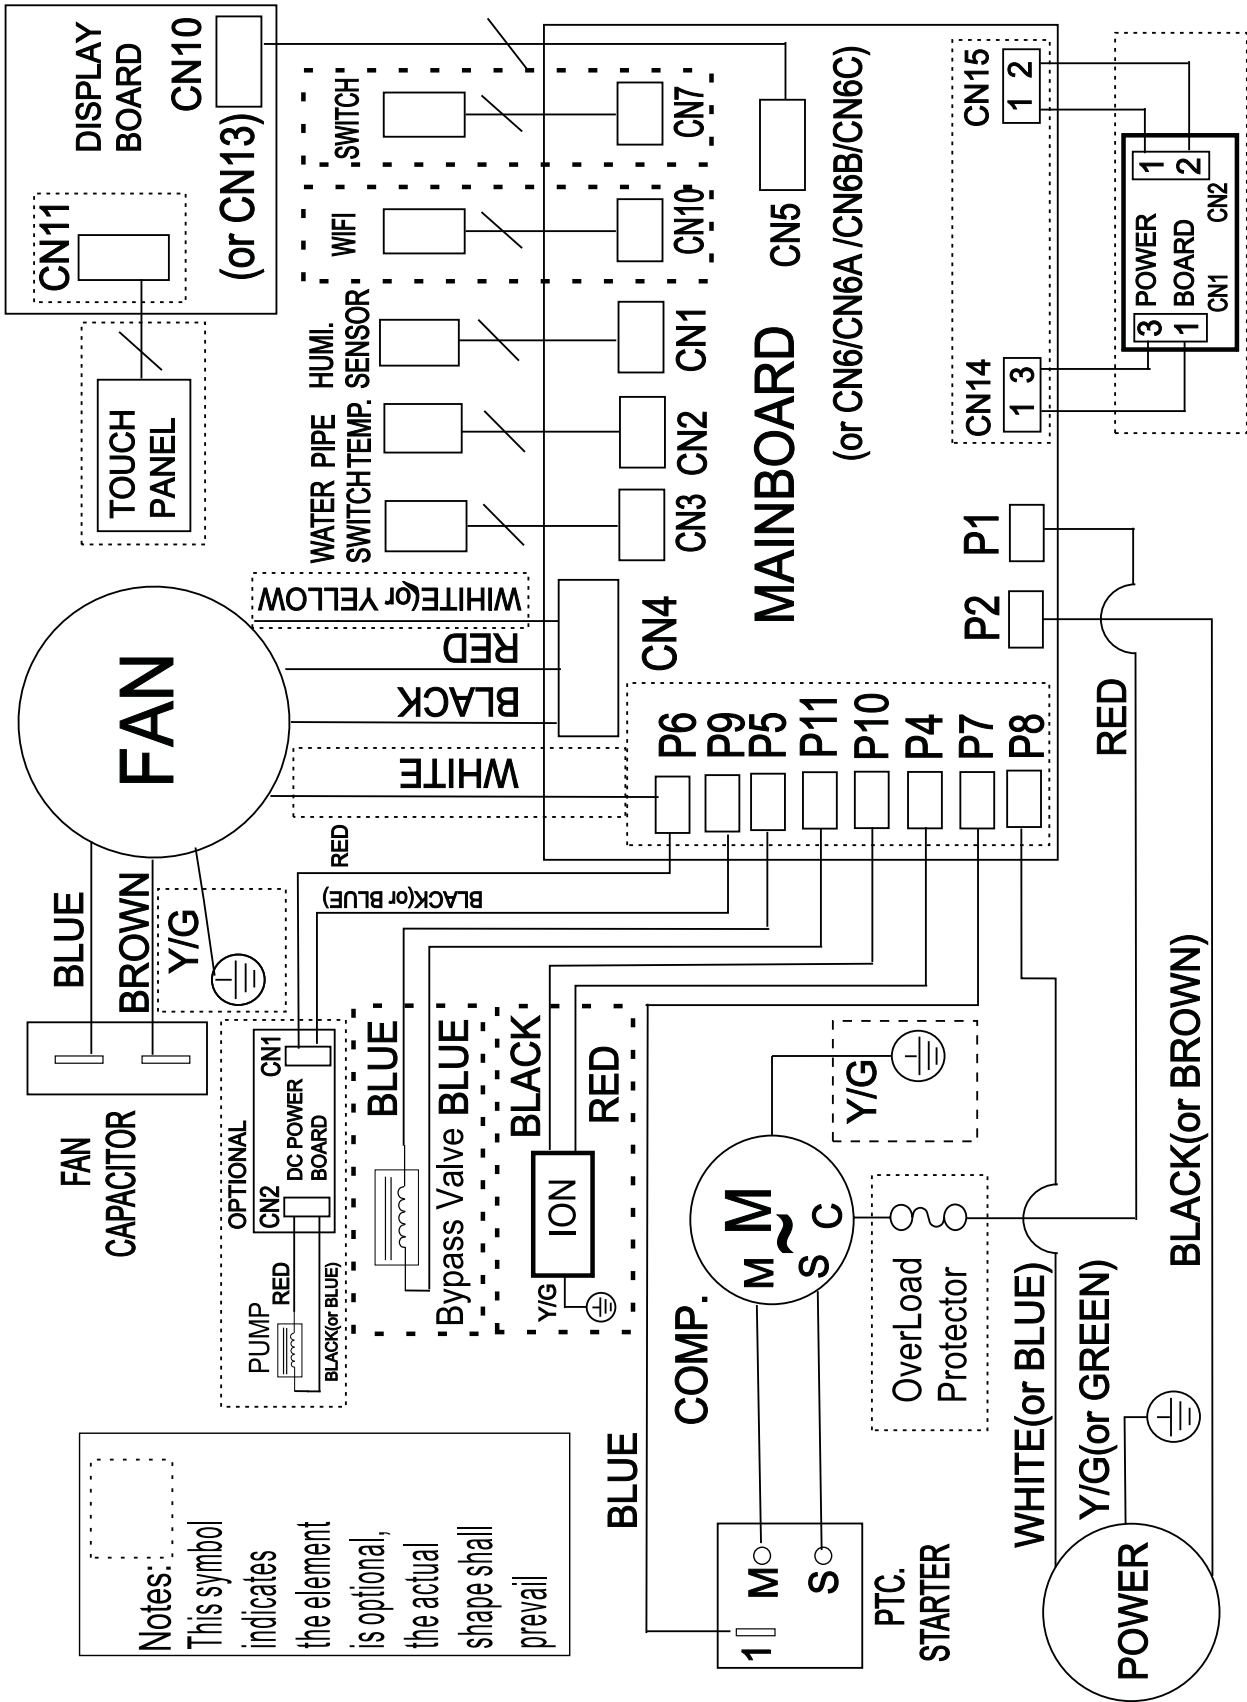 DISPLAY
BOARD
CN10
(or CN13)
CN11
TOUCH
PANEL
SWITCH
CN7
WIFI
CN10
HUMI.
SENSOR
CN1
PIPE
TEMP.
CN2
WATER
SWITCH
CN3
CN5
(or CN6/CN6A /CN6B/CN6C)
MAINBOARD
CN15
1 2
CN14
1 3
1 2
POWER
BOARD
CN2
CN1
3 1
P1
P2
CN4
WIHITE(or YELLOW
RED
BLACK
WHITE
FAN
P6
P9
P5
P11
P10
P4
P7
P8
BLUE
BROWN
Y/G
FAN
CAPACITOR
RED
BLACK(or BLUE)
OPTIONAL
CN1
DC POWER
BOARD
CN2
RED
PUMP
BLACK(or BLUE)
BLUE
Bypass Valve BLUE
BLACK
RED
ION
Y/G
Y/G
M
~
M
S
C
COMP.
OverLoad
Protector
BLUE
M
S
1
PTC.
STARTER
RED
BLACK(or BROWN)
WHITE(or BLUE)
Y/G(or GREEN)
POWER
Notes:
This symbol
indicates
the element
is optional,
the actual
shape shall
prevail